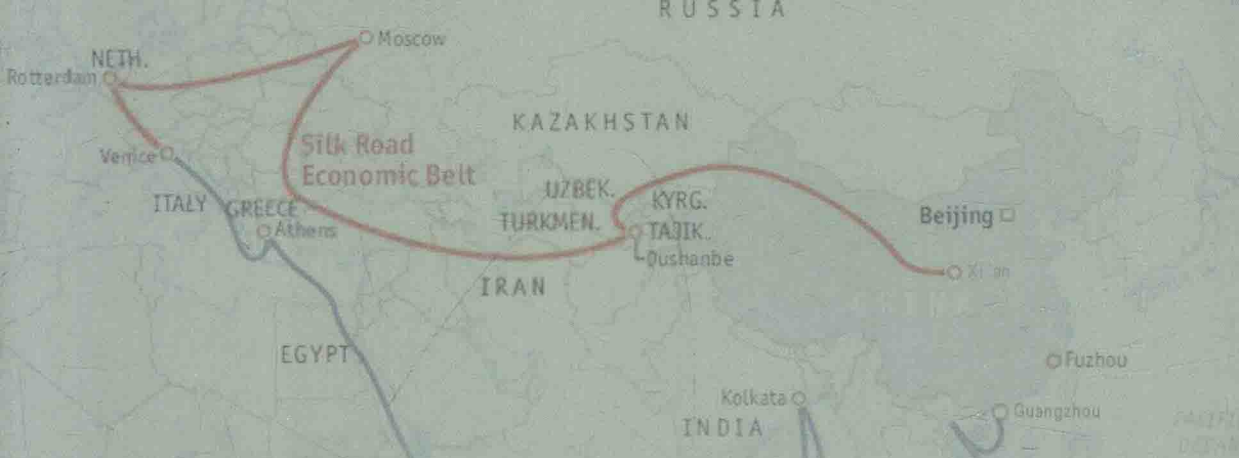 RUSSIA
Moscow
NETH.
Rotterdam
KAZAKHSTAN
Silk Road
Economic Belt
Venice
UZBEK.
KYRG.
ITALY
GREECE
TURKMEN.
Beijing
Athens
TAJIK.
Dushanbe
IRAN
CHINA
EGYPT
Fuzhou
Kolkata
Guangzhou
INDIA